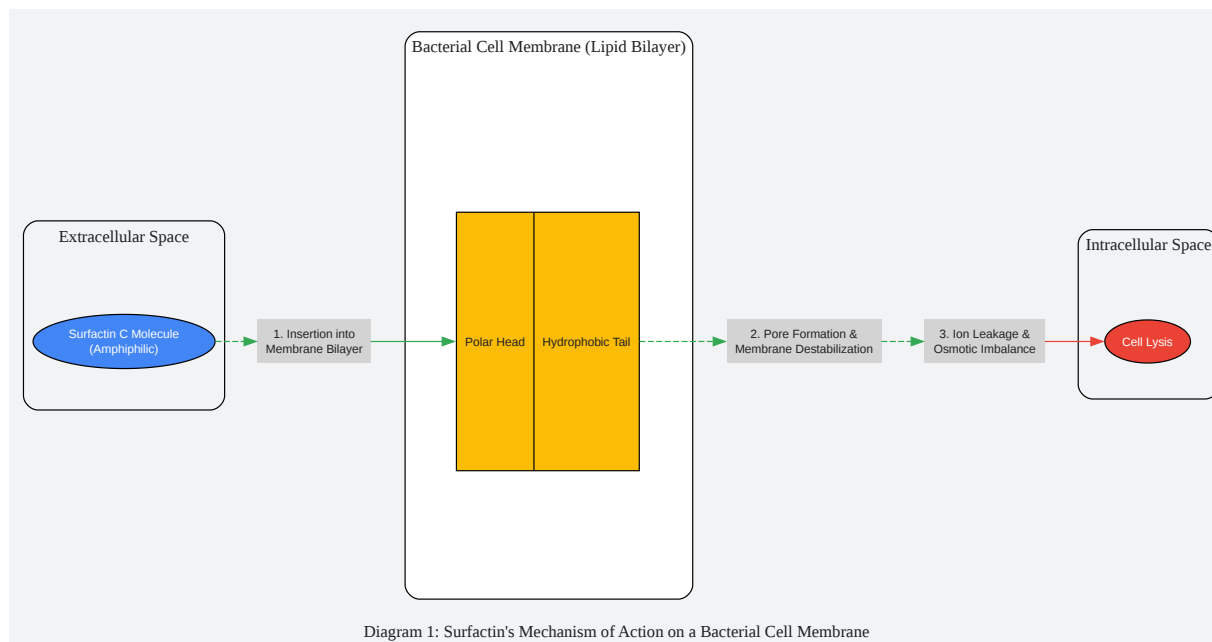 Bacterial Cell Membrane (Lipid Bilayer)
Extracellular Space
Intracellular Space
Surfactin C Molecule
(Amphiphilic)
1. Insertion into
Membrane Bilayer
Polar Head
Hydrophobic Tail
2. Pore Formation &
Membrane Destabilization
3. Ion Leakage &
Osmotic Imbalance
Cell Lysis
Diagram 1: Surfactin's Mechanism of Action on a Bacterial Cell Membrane